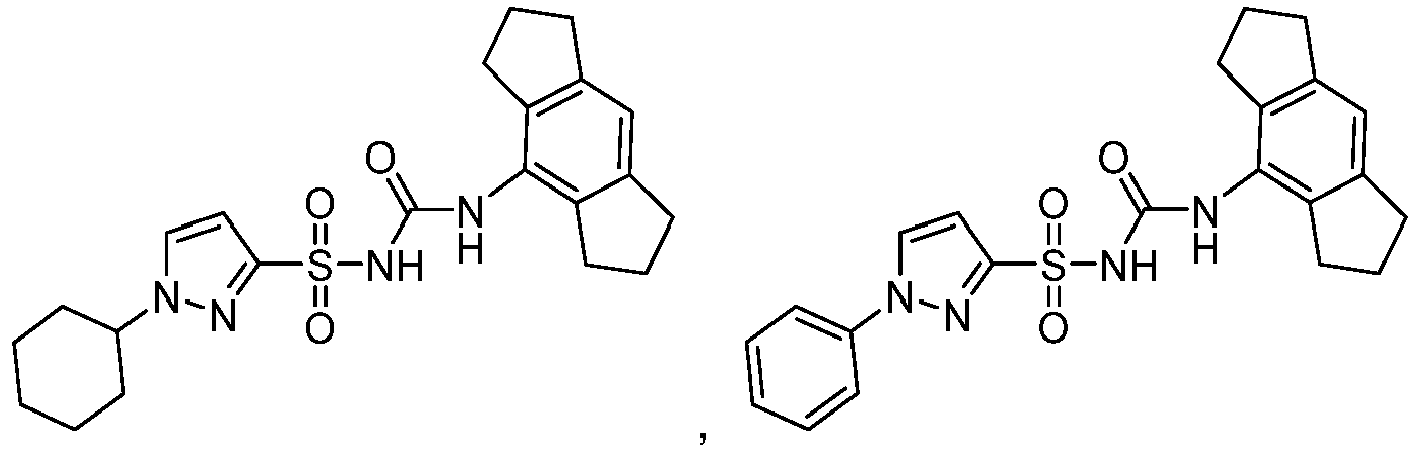 O O
O N O N
S NH H S NH H
N N O N N O
,